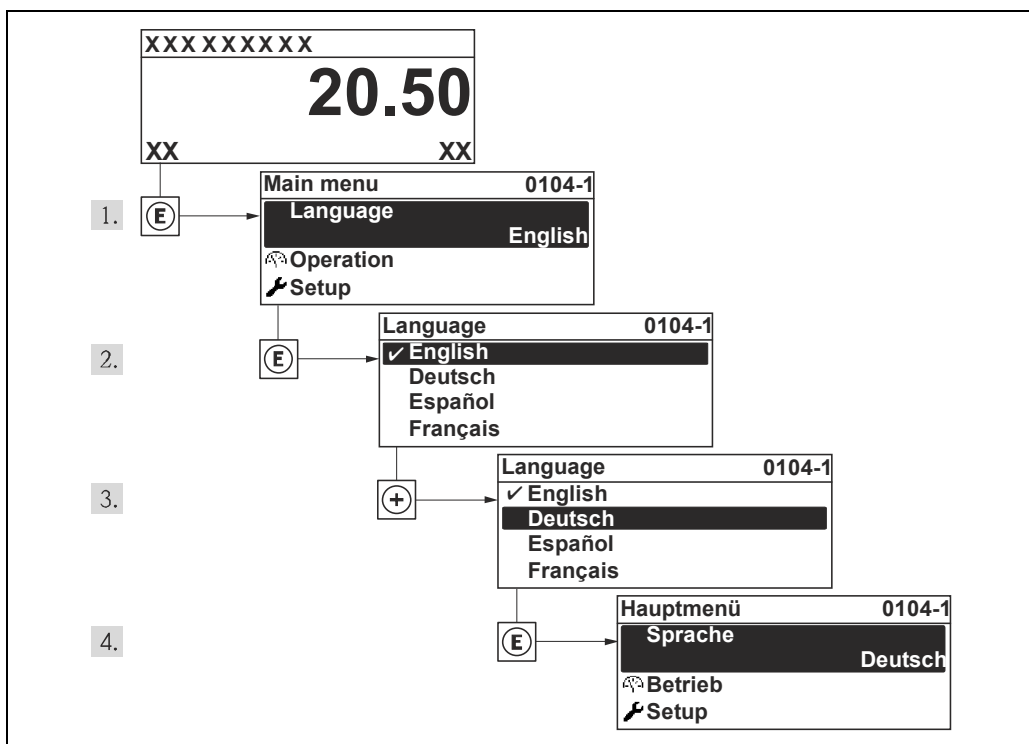 XXXXXXXXX
20.50
XX XX
1. E
Main menu 0104-1
Language
English
Operation
Setup
2. E
Language 0104-1
✔ English
Deutsch
Español
Français
3. +
Language 0104-1
✔ English
Deutsch
Español
Français
4. E
Hauptmenü 0104-1
Sprache
Deutsch
Betrieb
Setup